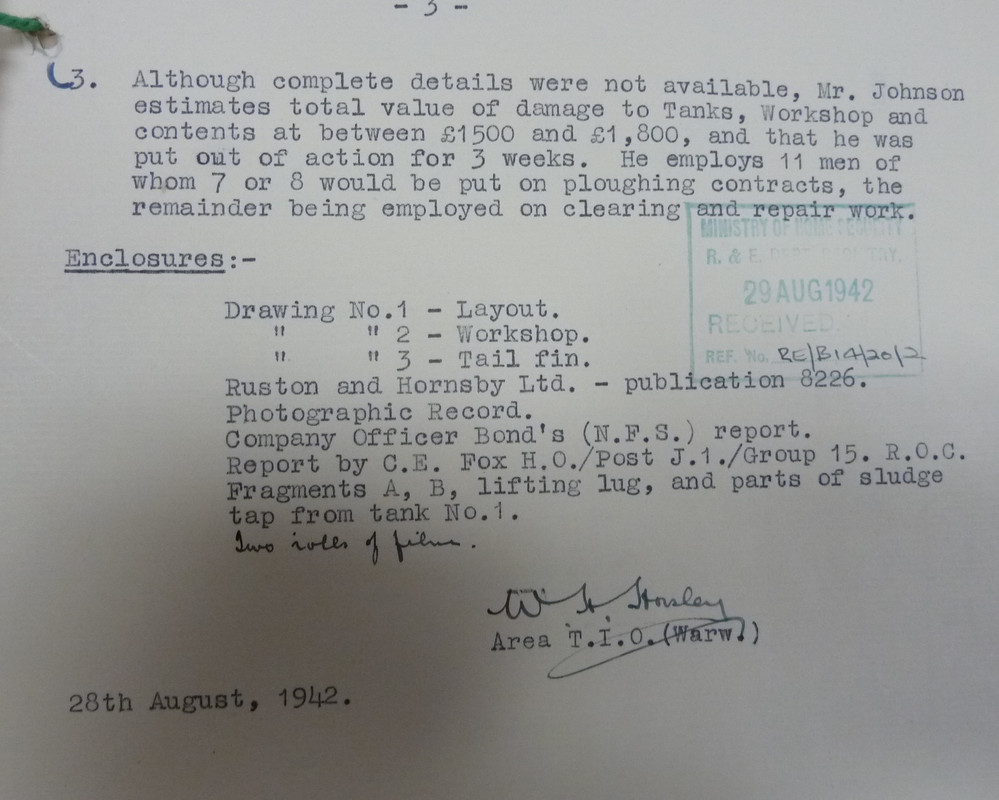 - 3 -
3. Although complete details were not available, Mr. Johnson
estimates total value of damage to Tanks, Workshop and
contents at between £1500 and £1,800, and that he was
put out of action for 3 weeks. He employs 11 men of
whom 7 or 8 would be put on ploughing contracts, the
remainder being employed on clearing and repair work.
MINISTRY OF HOME SECURITY
R. & E. DEPT REGISTRY.
29 AUG 1942
RECEIVED.
REF. No. RE/B14/20/2
Enclosures:-
Drawing No.1 - Layout.
" " 2 - Workshop.
" " 3 - Tail fin.
Ruston and Hornsby Ltd. - publication 8226.
Photographic Record.
Company Officer Bond's (N.F.S.) report.
Report by C.E. Fox H.O./Post J.1./Group 15. R.O.C.
Fragments A, B, lifting lug, and parts of sludge
tap from tank No.1.
Two rolls of film.
W H Horsley
Area T.I.O.(Warw.)
28th August, 1942.